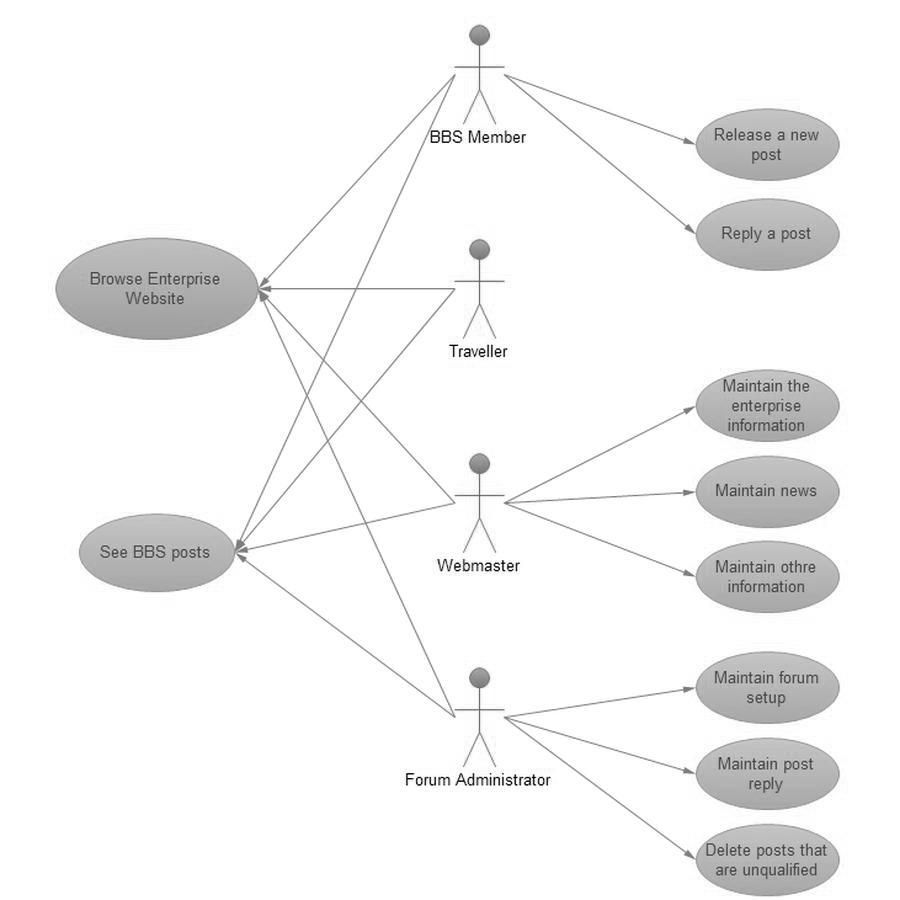 BBS Member
Release a new
post
Reply a post
Browse Enterprise
Website
Traveller
Maintain the
enterprise
information
Maintain news
See BBS posts
Webmaster
Maintain othre
information
Maintain forum
setup
Forum Administrator
Maintain post
reply
Delete posts that
are unqualified